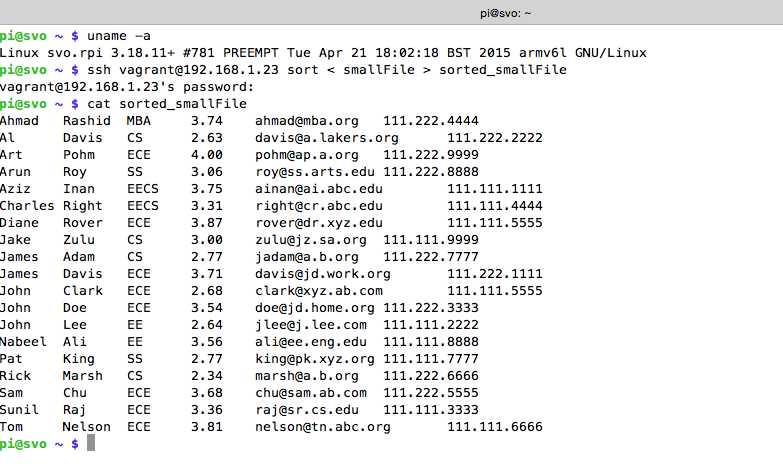 pi@svo: ~
pi@svo ~ $ uname -a
Linux svo.rpi 3.18.11+ #781 PREEMPT Tue Apr 21 18:02:18 BST 2015 armv6l GNU/Linux
pi@svo ~ $ ssh vagrant@192.168.1.23 sort < smallFile > sorted_smallFile
vagrant@192.168.1.23's password:
pi@svo ~ $ cat sorted_smallFile
Ahmad Rashid MBA 3.74 ahmad@mba.org 111.222.4444
Al Davis CS 2.63 davis@a.lakers.org 111.222.2222
Art Pohm ECE 4.00 pohm@ap.a.org 111.222.9999
Arun Roy SS 3.06 roy@ss.arts.edu 111.222.8888
Aziz Inan EECS 3.75 ainan@ai.abc.edu 111.111.1111
Charles Right EECS 3.31 right@cr.abc.edu 111.111.4444
Diane Rover ECE 3.87 rover@dr.xyz.edu 111.111.5555
Jake Zulu CS 3.00 zulu@jz.sa.org 111.111.9999
James Adam CS 2.77 jadam@a.b.org 111.222.7777
James Davis ECE 3.71 davis@jd.work.org 111.222.1111
John Clark ECE 2.68 clark@xyz.ab.com 111.111.5555
John Doe ECE 3.54 doe@jd.home.org 111.222.3333
John Lee EE 2.64 jlee@j.lee.com 111.111.2222
Nabeel Ali EE 3.56 ali@ee.eng.edu 111.111.8888
Pat King SS 2.77 king@pk.xyz.org 111.111.7777
Rick Marsh CS 2.34 marsh@a.b.org 111.222.6666
Sam Chu ECE 3.68 chu@sam.ab.com 111.222.5555
Sunil Raj ECE 3.36 raj@sr.cs.edu 111.111.3333
Tom Nelson ECE 3.81 nelson@tn.abc.org 111.111.6666
pi@svo ~ $